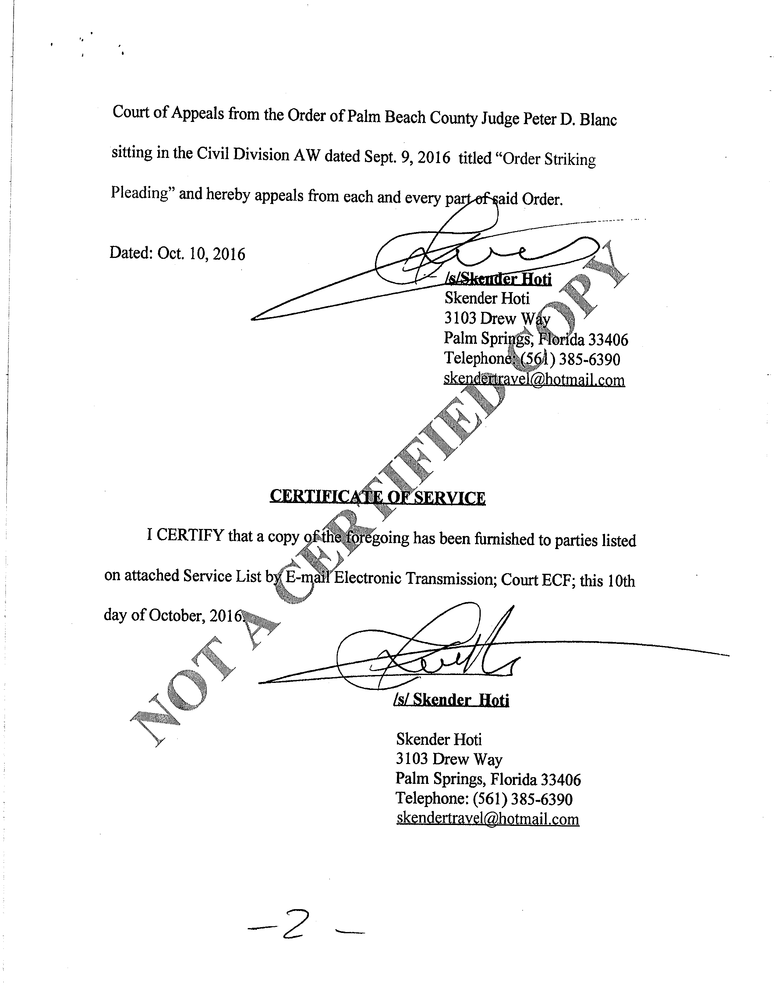 Court of Appeals from the Order of Palm Beach County Judge Peter D. Blanc
sitting in the Civil Division AW dated Sept. 9, 2016 titled “Order Striking
Pleading” and hereby appeals from each and every part of said Order.
Dated: Oct. 10, 2016
/s/Skender Hoti
Skender Hoti
3103 Drew Way
Palm Springs, Florida 33406
Telephone: (561) 385-6390
skendertravel@hotmail.com
CERTIFICATE OF SERVICE
I CERTIFY that a copy of the foregoing has been furnished to parties listed
on attached Service List by E-mail Electronic Transmission; Court ECF; this 10th
day of October, 2016.
/s/ Skender Hoti
Skender Hoti
3103 Drew Way
Palm Springs, Florida 33406
Telephone: (561) 385-6390
skendertravel@hotmail.com
NOT A CERTIFIED COPY
– 2 –